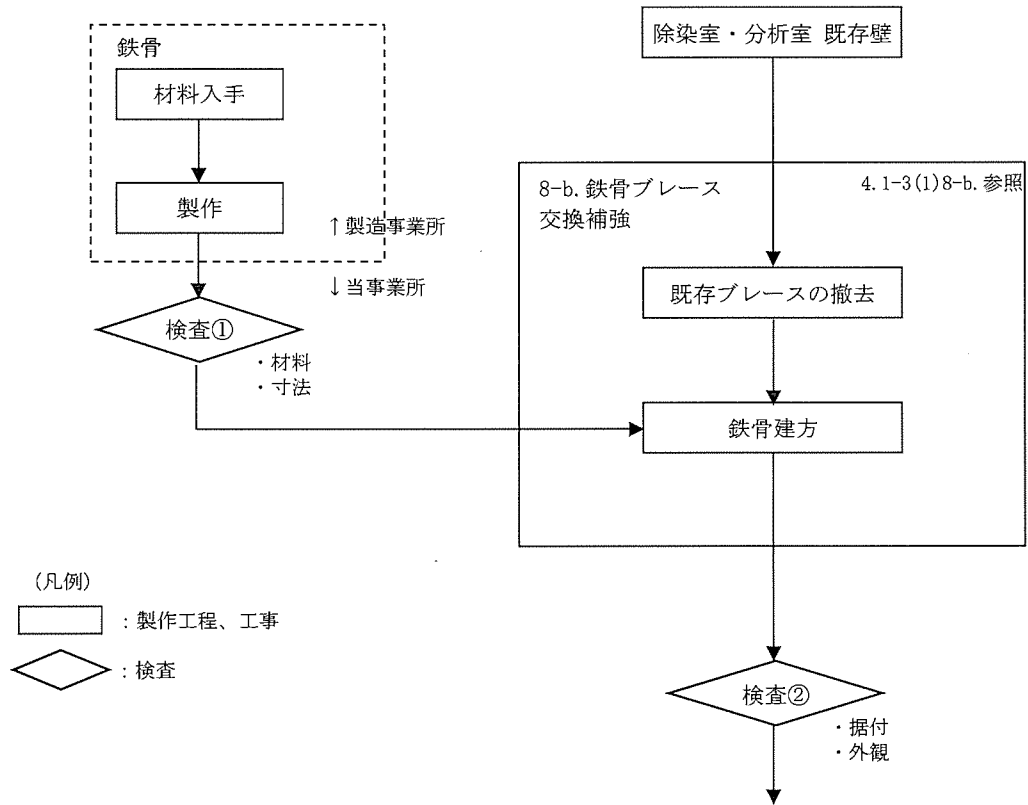 鉄骨
材料入手
製作
↑製造事業所
↓当事業所
検査①
・材料
・寸法
除染室・分析室 既存壁
8-b.鉄骨ブレース
交換補強
4.1-3(1)8-b.参照
既存ブレースの撤去
鉄骨建方
検査②
・据付
・外観
(凡例)
：製作工程、工事
：検査